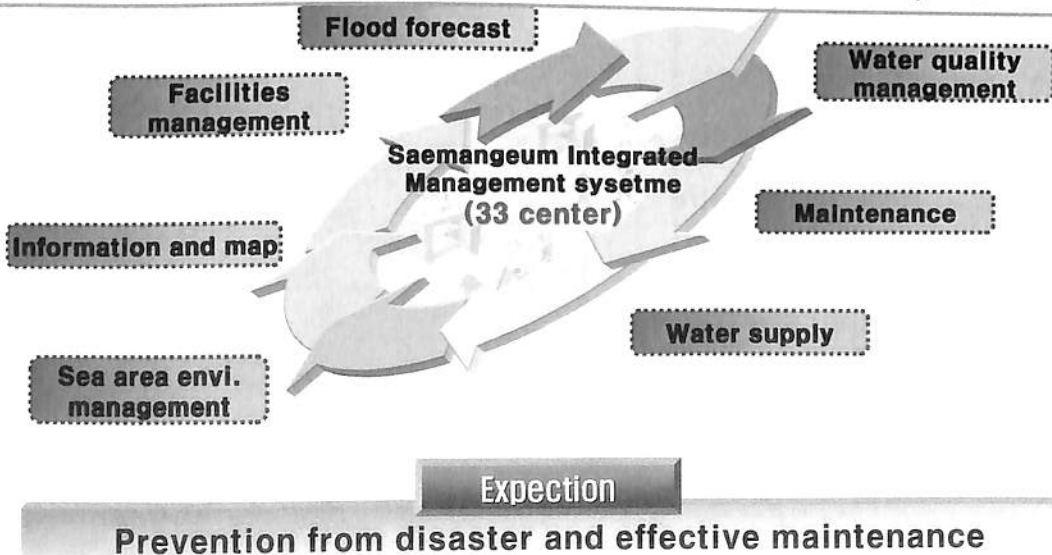 Flood forecast
Facilities
management
Water quality
management
Saemangeum Integrated
Management sysetme
(33 center)
Information and map
Maintenance
Water supply
Sea area envi.
management
Expection
Prevention from disaster and effective maintenance